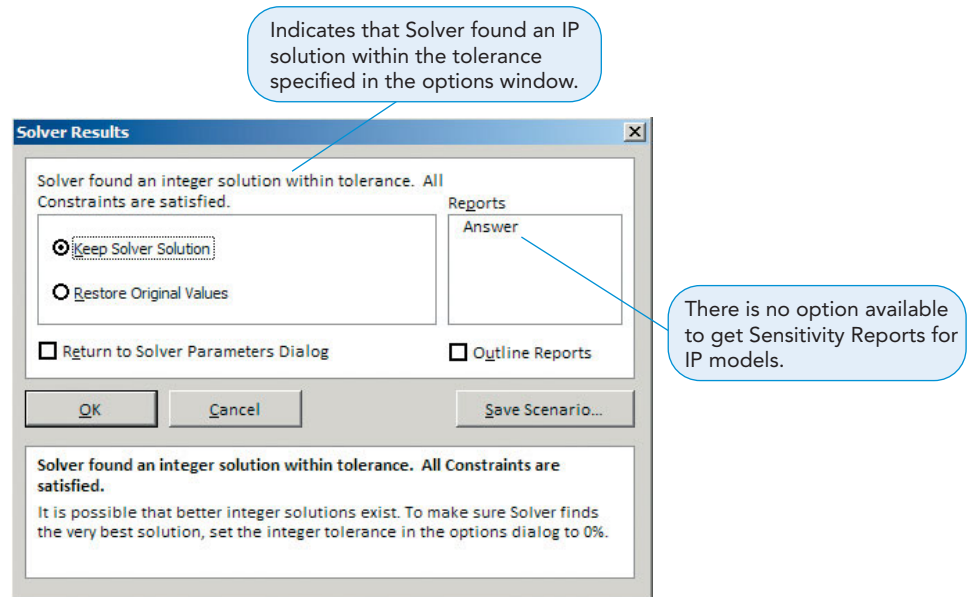 Indicates that Solver found an IP
solution within the tolerance
specified in the options window.
Solver Results
Solver found an integer solution within tolerance. All
Constraints are satisfied.
Reports
Answer
Keep Solver Solution
Restore Original Values
There is no option available
to get Sensitivity Reports for
IP models.
Return to Solver Parameters Dialog
Outline Reports
OK
Cancel
Save Scenario...
Solver found an integer solution within tolerance. All Constraints are
satisfied.
It is possible that better integer solutions exist. To make sure Solver finds
the very best solution, set the integer tolerance in the options dialog to 0%.